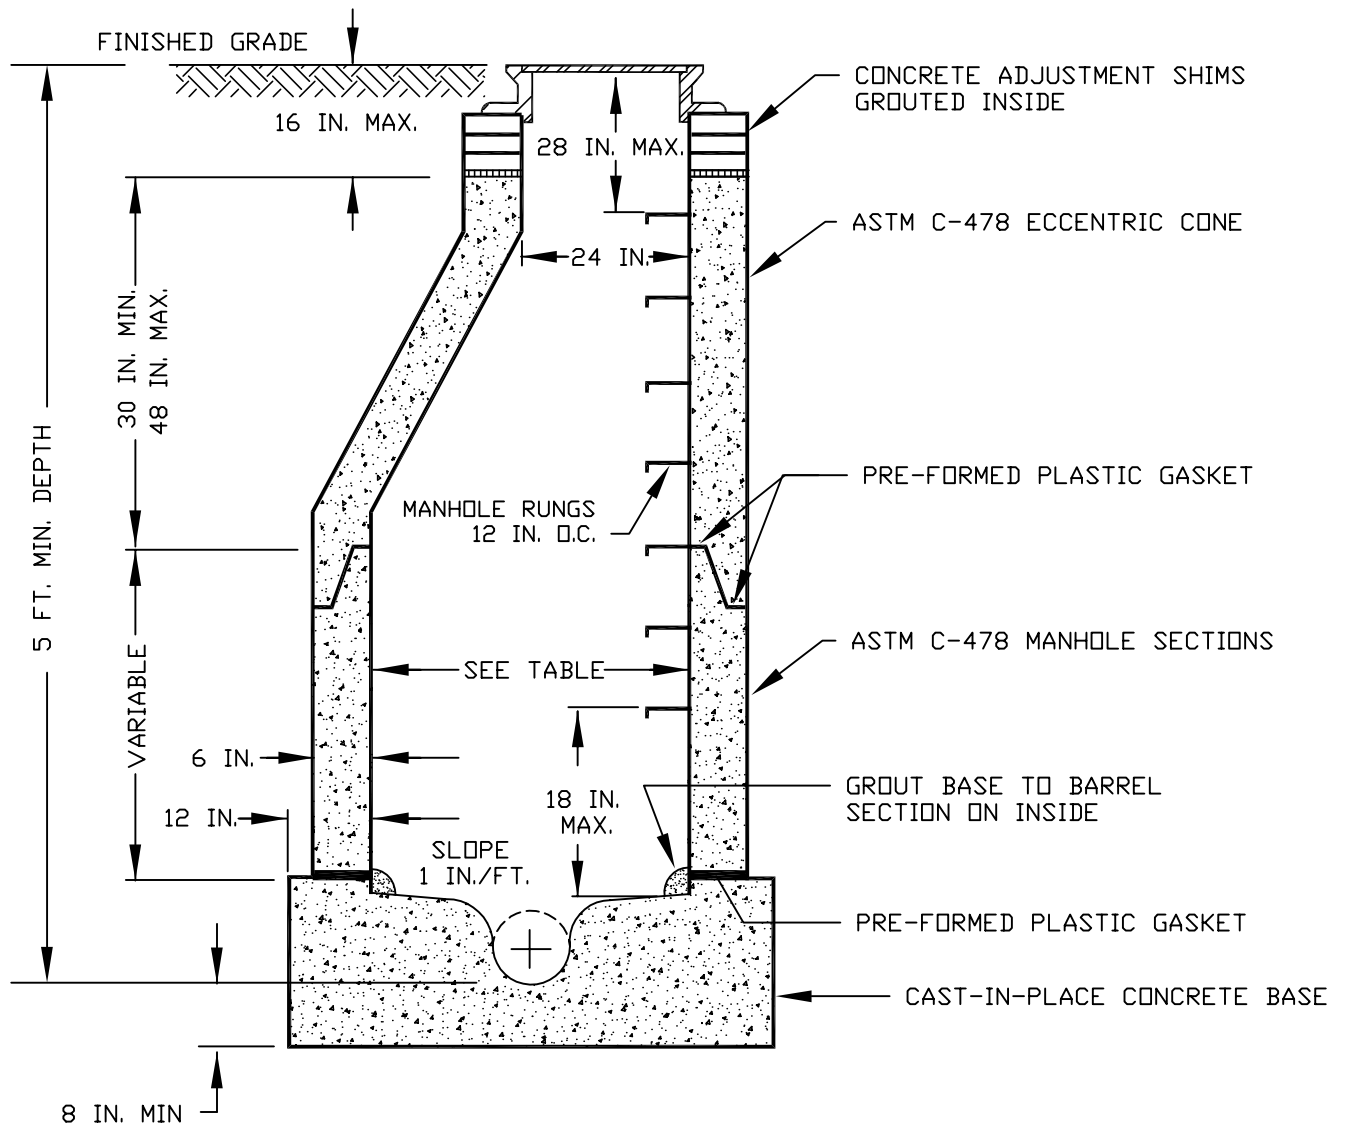 FINISHED GRADE
16 IN. MAX.
28 IN. MAX.
CONCRETE ADJUSTMENT SHIMS
GROUTED INSIDE
ASTM C-478 ECCENTRIC CONE
24 IN.
30 IN. MIN.
48 IN. MAX.
5 FT. MIN. DEPTH
PRE-FORMED PLASTIC GASKET
MANHOLE RUNGS
12 IN. O.C.
ASTM C-478 MANHOLE SECTIONS
SEE TABLE
VARIABLE
6 IN.
12 IN.
18 IN.
MAX.
GROUT BASE TO BARREL
SECTION ON INSIDE
SLOPE
1 IN./FT.
PRE-FORMED PLASTIC GASKET
CAST-IN-PLACE CONCRETE BASE
8 IN. MIN